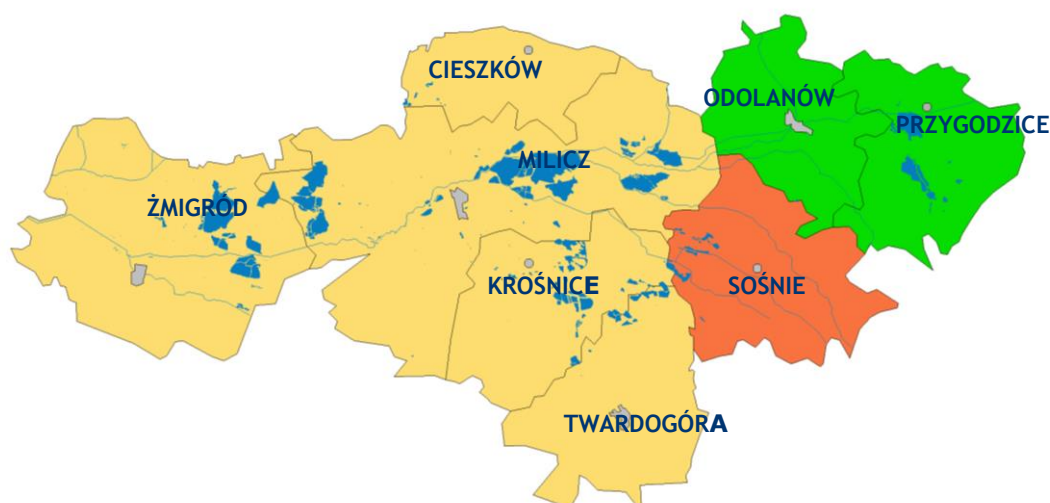 CIESZKÓW
ODOLANÓW
PRZYGODZICE
MILICZ
ŻMIGRÓD
KROŚNICE
SOŚNIE
TWARDOGÓRA